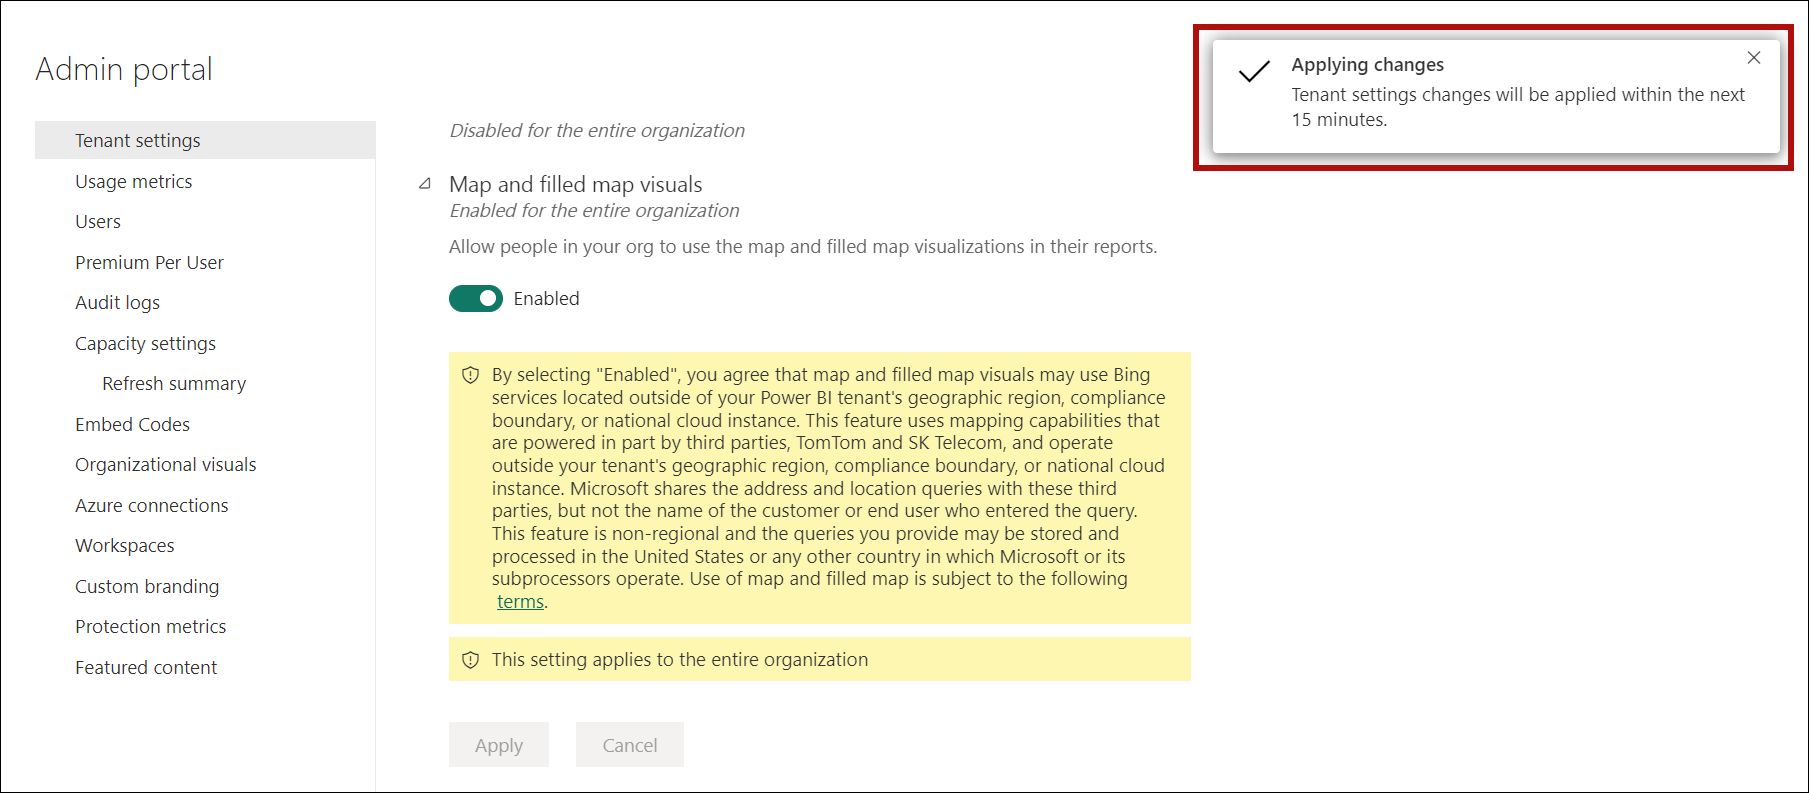 Admin portal
Tenant settings
Usage metrics
Users
Premium Per User
Audit logs
Capacity settings
Refresh summary
Embed Codes
Organizational visuals
Azure connections
Workspaces
Custom branding
Protection metrics
Featured content
Disabled for the entire organization
Map and filled map visuals
Enabled for the entire organization
Allow people in your org to use the map and filled map visualizations in their reports.
Enabled
By selecting "Enabled", you agree that map and filled map visuals may use Bing
services located outside of your Power BI tenant's geographic region, compliance
boundary, or national cloud instance. This feature uses mapping capabilities that
are powered in part by third parties, TomTom and SK Telecom, and operate
outside your tenant's geographic region, compliance boundary, or national cloud
instance. Microsoft shares the address and location queries with these third
parties, but not the name of the customer or end user who entered the query.
This feature is non-regional and the queries you provide may be stored and
processed in the United States or any other country in which Microsoft or its
subprocessors operate. Use of map and filled map is subject to the following
terms.
This setting applies to the entire organization
Apply
Cancel
Applying changes
Tenant settings changes will be applied within the next
15 minutes.